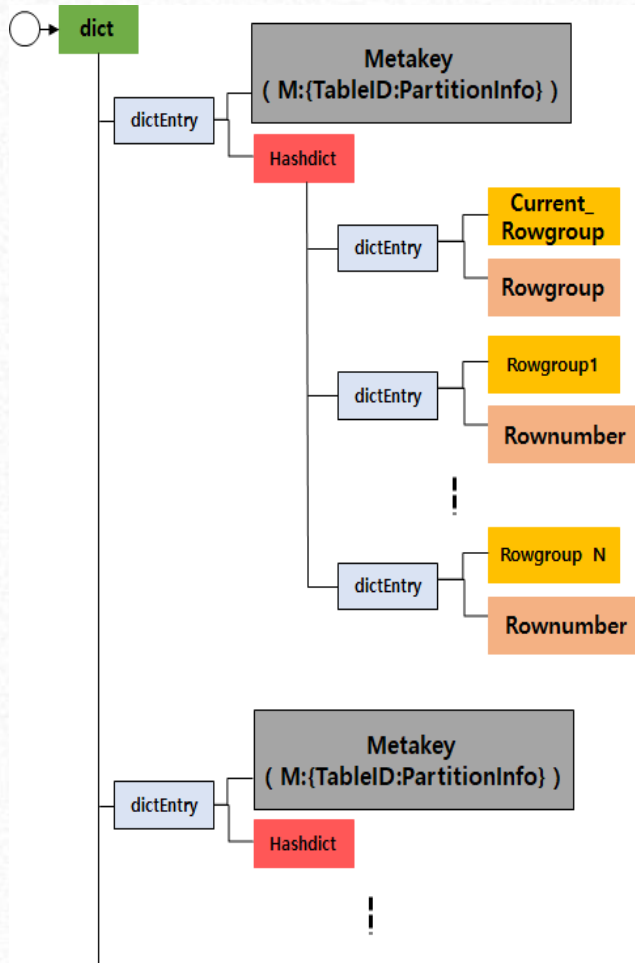 dict
Metakey
( M:{TableID:PartitionInfo} )
dictEntry
Hashdict
Current_
Rowgroup
dictEntry
Rowgroup
Rowgroup1
dictEntry
Rownumber
Rowgroup N
dictEntry
Rownumber
Metakey
( M:{TableID:PartitionInfo} )
dictEntry
Hashdict